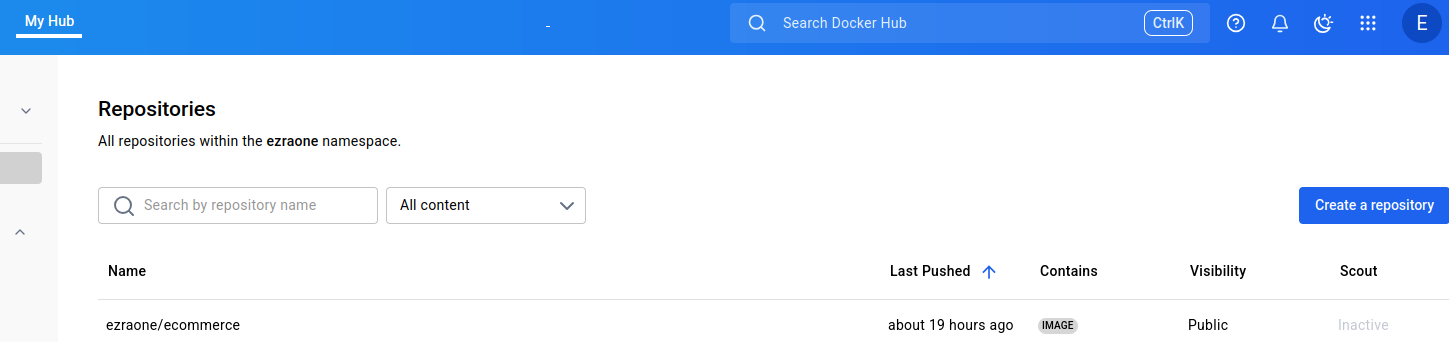 My Hub
Search Docker Hub CtrlK E
Repositories
All repositories within the ezraone namespace.
Search by repository name All content Create a repository
Name Last Pushed Contains Visibility Scout
ezraone/ecommerce about 19 hours ago IMAGE Public Inactive